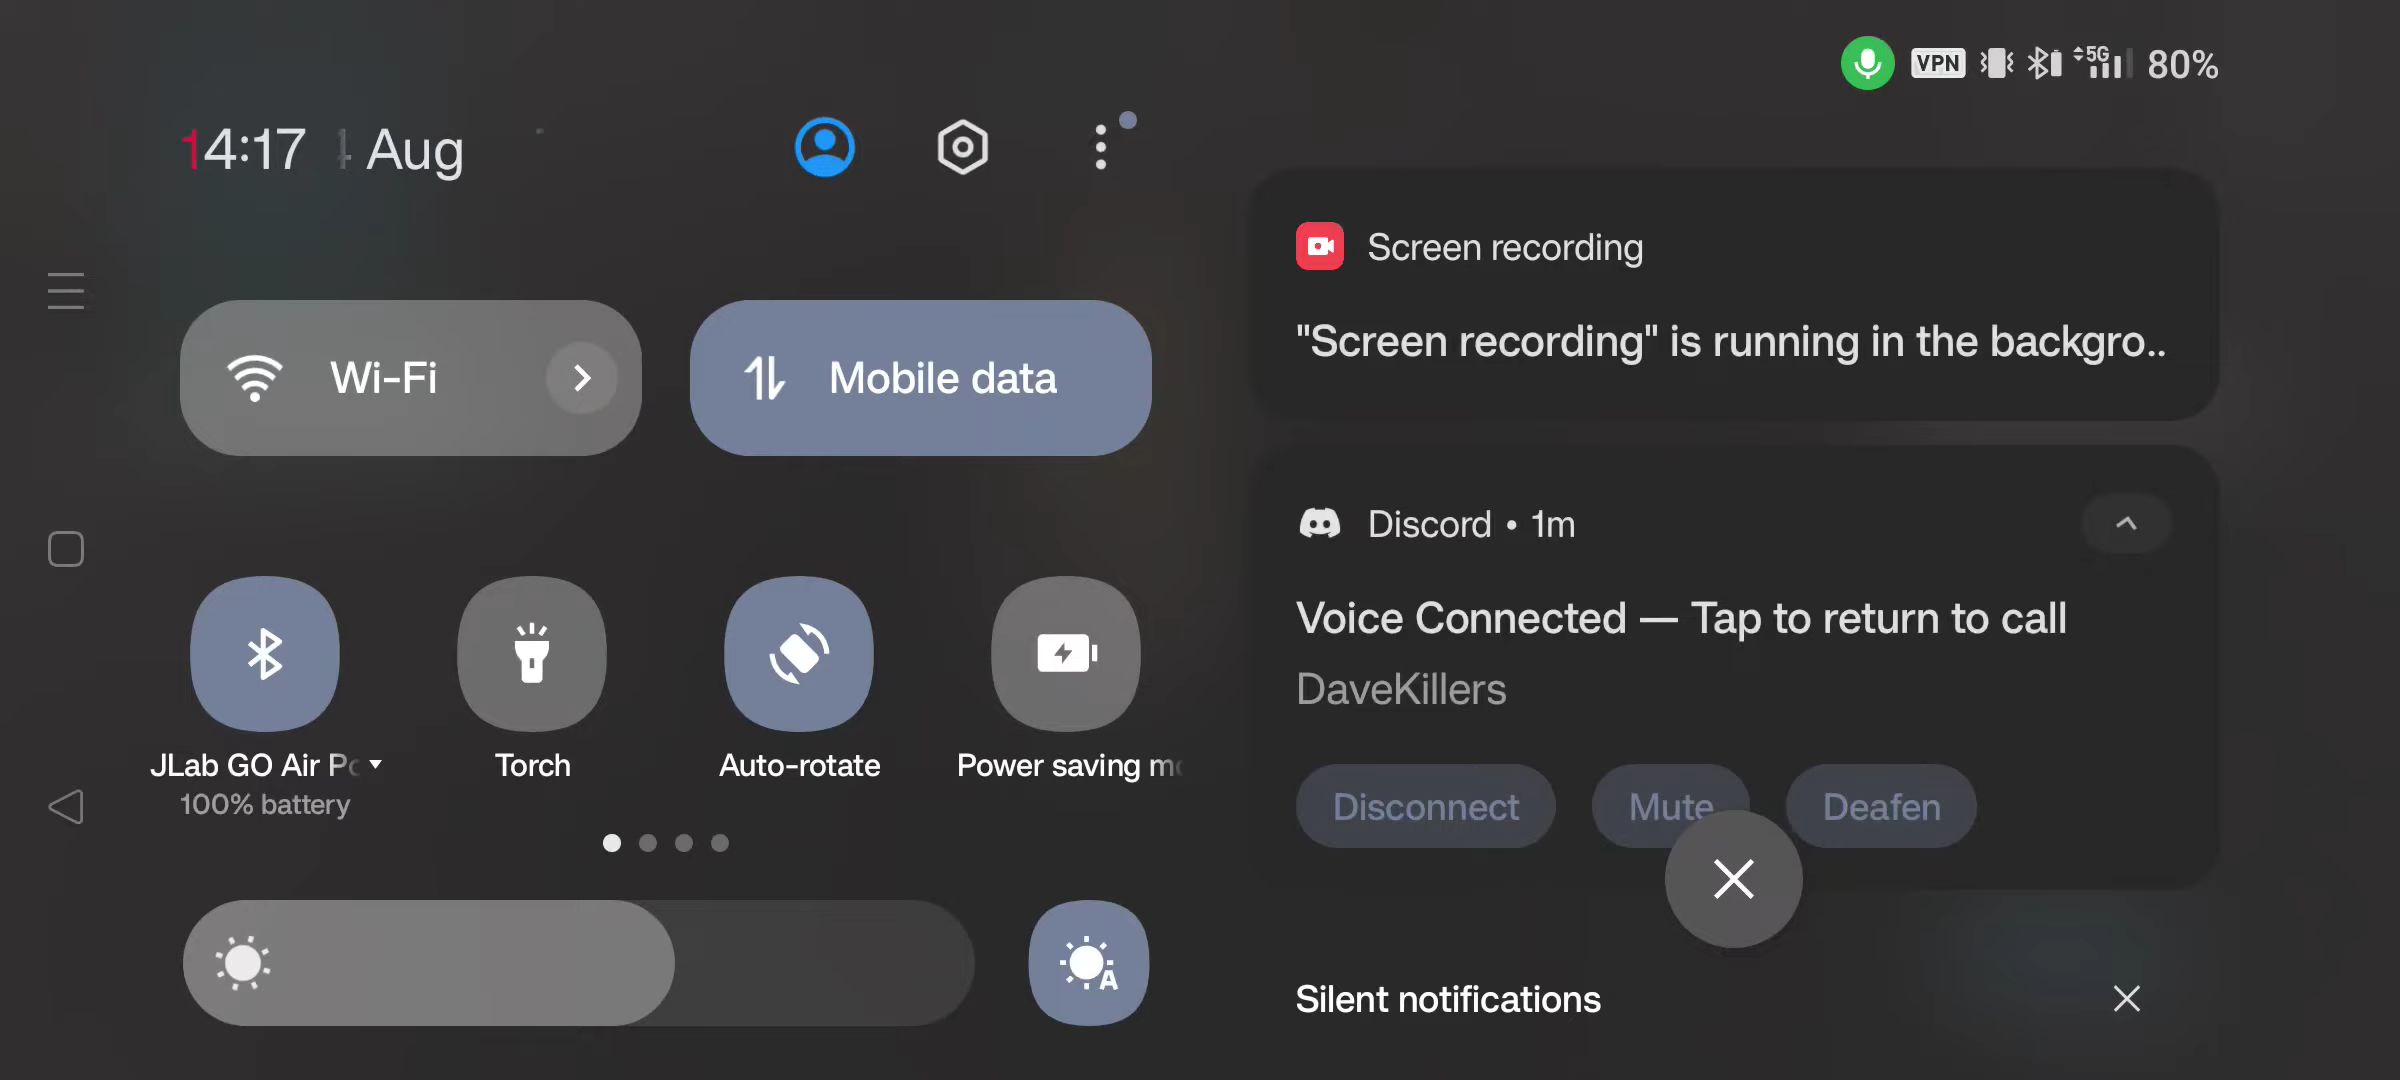 VPN 5G 80%
14:17 Aug
Wi-Fi
Mobile data
JLab GO Air
100% battery
Torch
Auto-rotate
Power saving
A
Screen recording
"Screen recording" is running in the backgro..
Discord • 1m
Voice Connected — Tap to return to call
DaveKillers
Disconnect
Mute
Deafen
Silent notifications